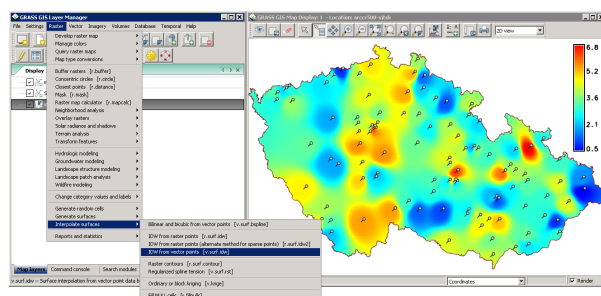 GRASS GIS Layer Manager
File Settings Raster Vector Imagery Volumes Database Temporal Help
Develop raster map
Manage colors
Query raster maps
Map type conversions
Buffer rasters [r.buffer]
Concentric circles [r.circle]
Closest points [r.distance]
Mask [r.mask]
Raster map calculator [r.mapcalc]
Neighborhood analysis
Overlay rasters
Solar radiance and shadows
Terrain analysis
Transform features
Hydrologic modeling
Groundwater modeling
Landscape structure modeling
Landscape patch analysis
Wildfire modeling
Change category values and labels
Generate random cells
Generate surfaces
Interpolate surfaces
Reports and statistics
Display
Bilinear and bicubic from vector points [v.surf.bspline]
IDW from raster points [r.surf.idw]
IDW from raster points (alternate method for sparse points) [r.surf.idw2]
IDW from vector points [v.surf.idw]
Raster contours [r.surf.contour]
Regularized spline tension [v.surf.rst]
Ordinary or block kriging [v.krige]
Map layers Command console Search modules
v.surf.idw -- Surface interpolation from vector point data b
GRASS GIS Map Display: 1 - Location:
2D view
6.8
5.2
3.6
2.1
0.5
Coordinates
Render